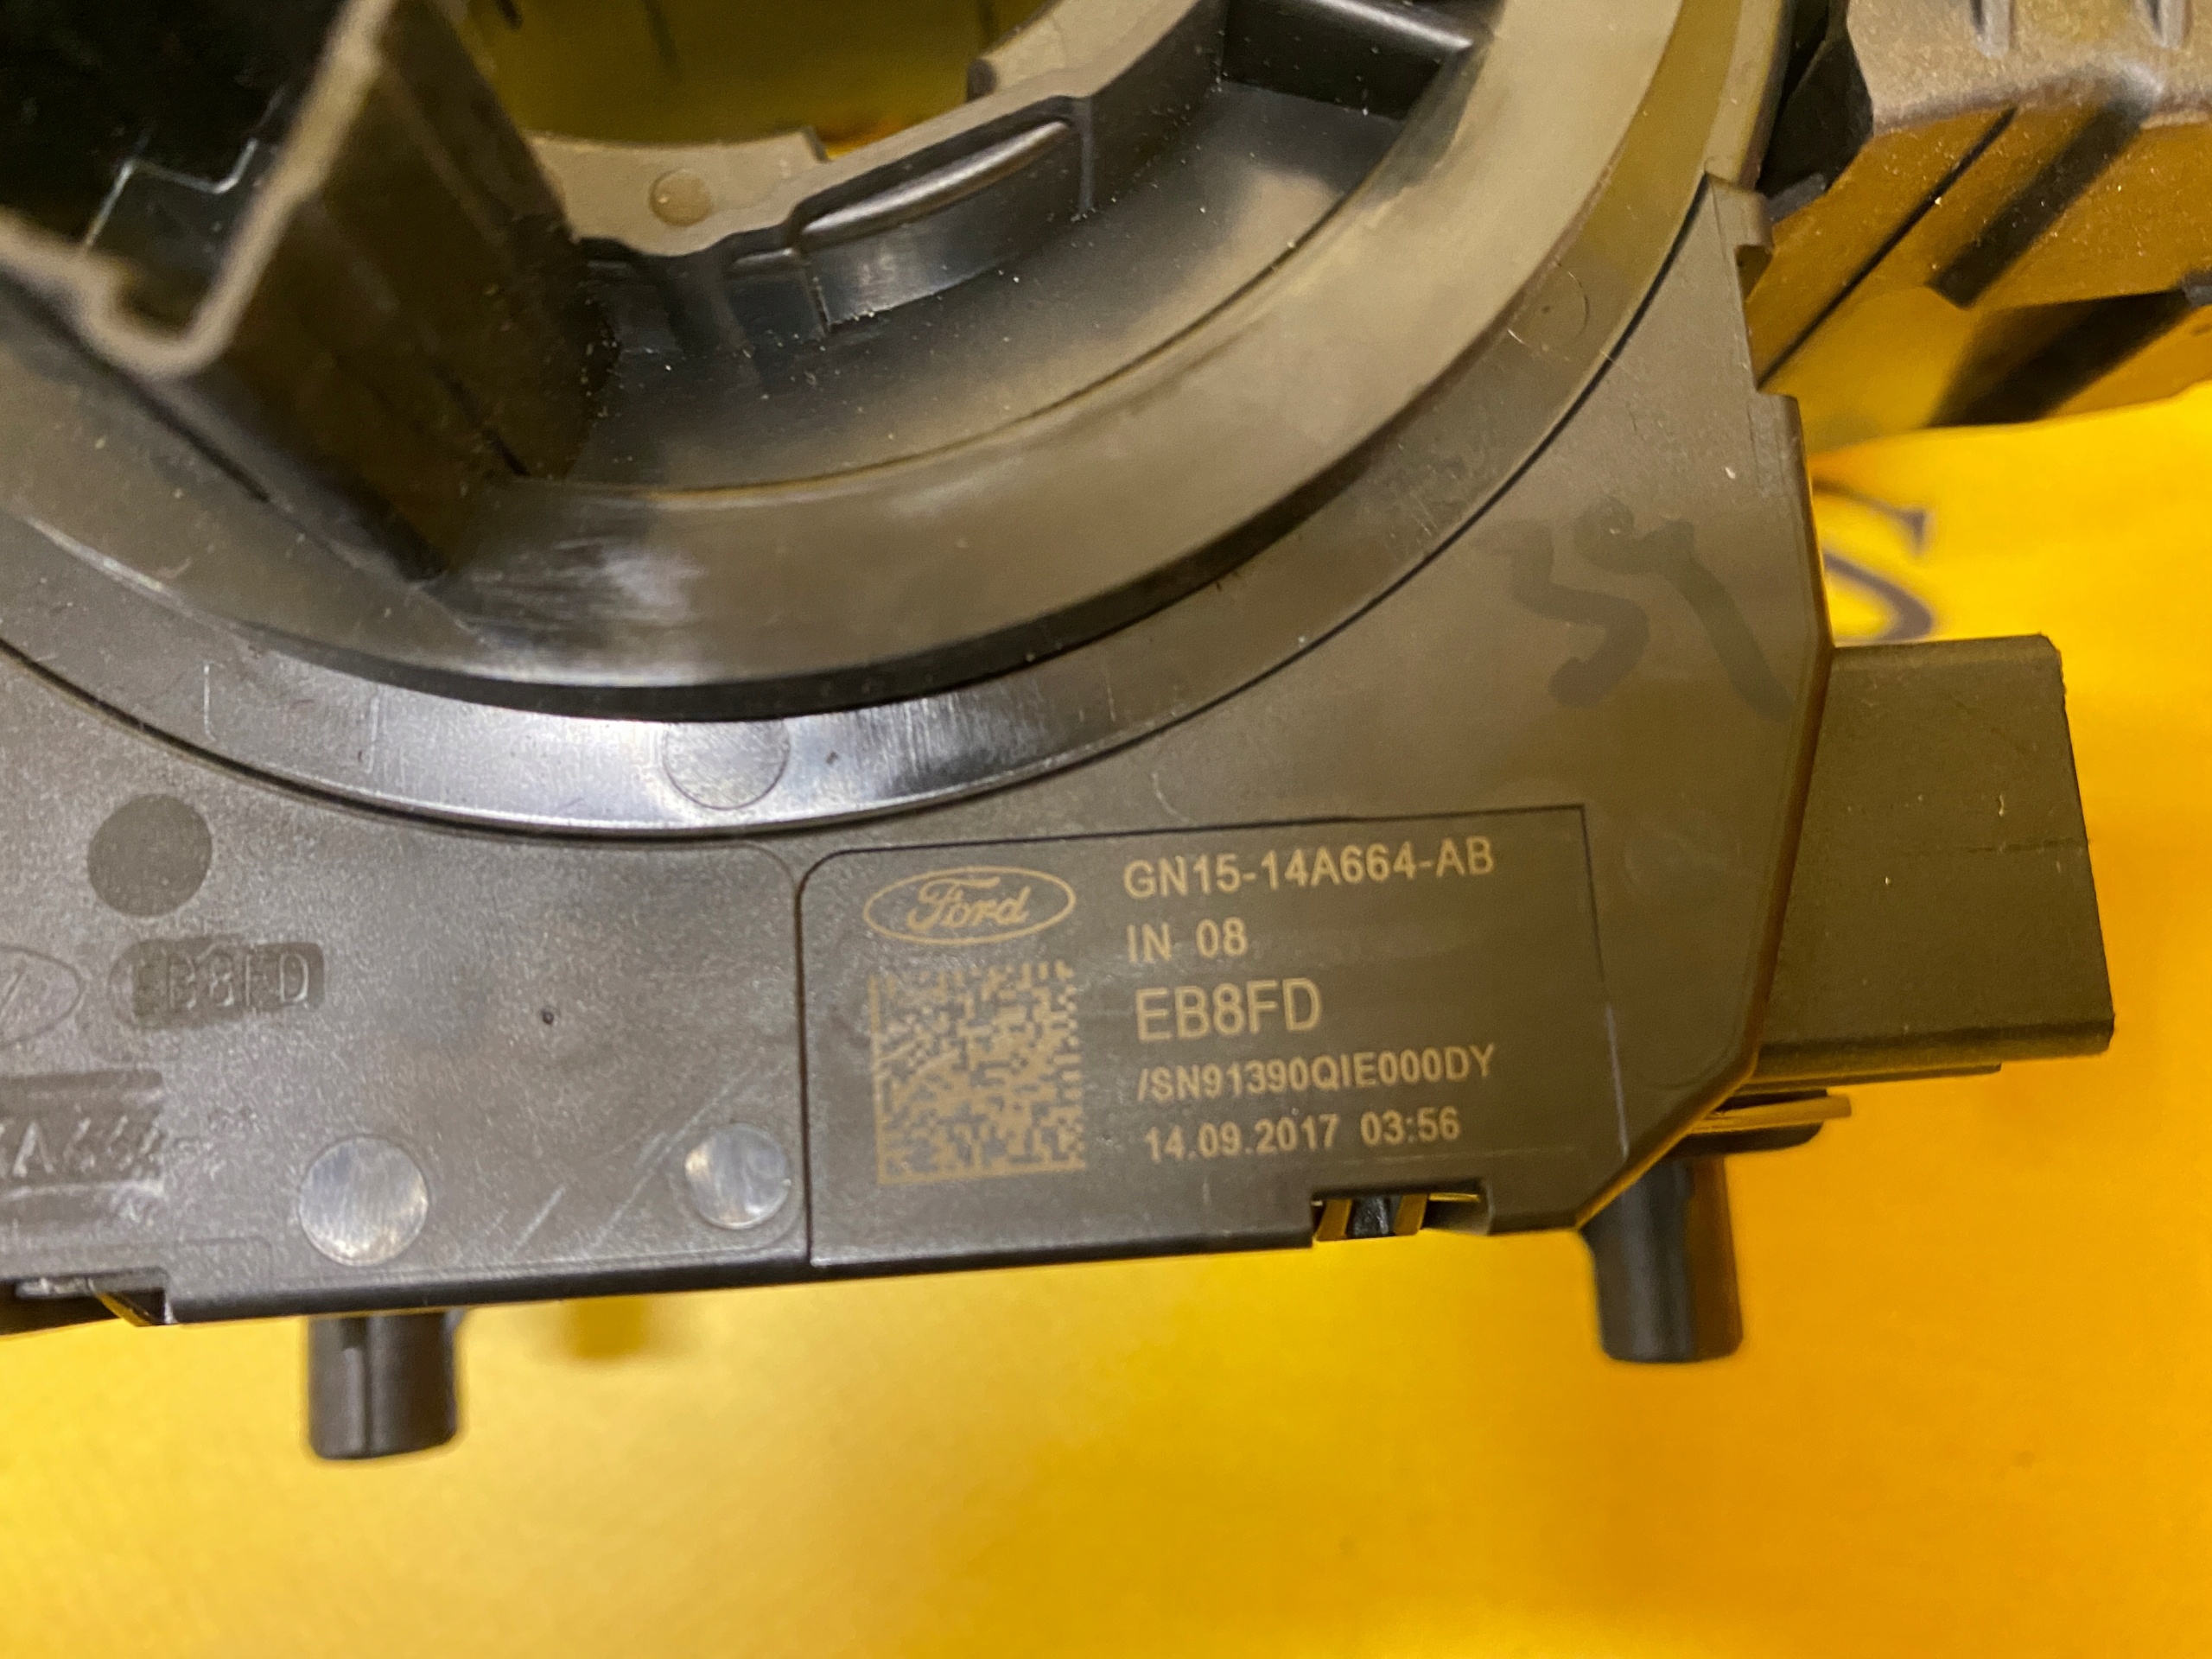 Ford
GN15-14A664-AB
IN 08
EB8FD
/SN91390QIE000DY
14.09.2017 03:56
EB8FD
S